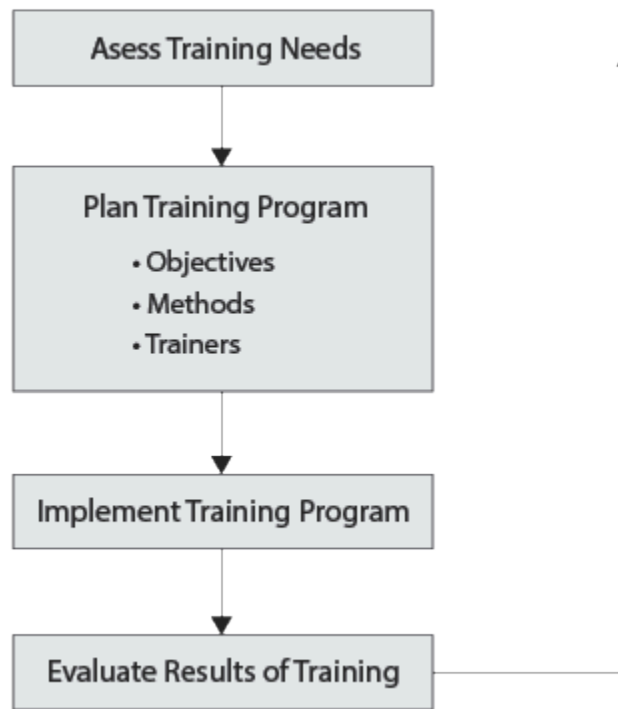 Asess Training Needs
Plan Training Program
• Objectives
• Methods
• Trainers
Implement Training Program
Evaluate Results of Training